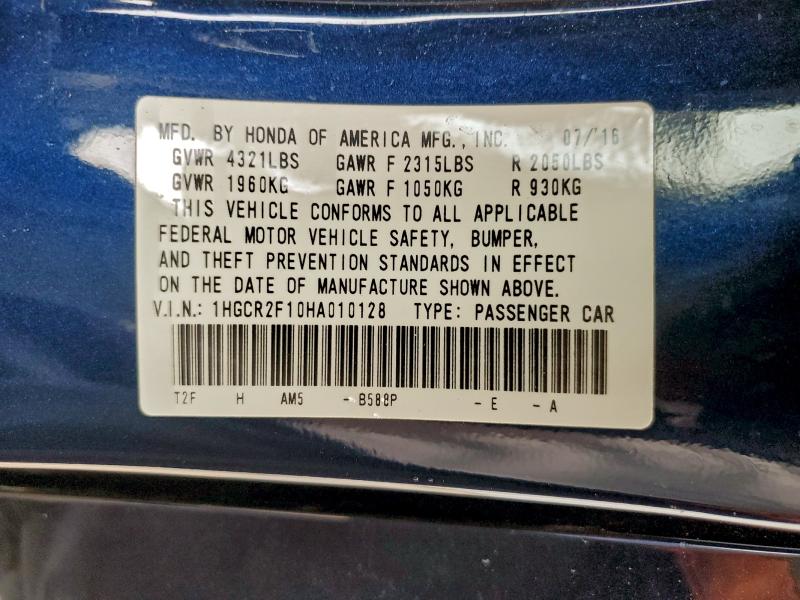 MFD. BY HONDA OF AMERICA MFG., INC. 07/'16
GVWR 4321LBS GAWR F 2315LBS R 2050LBS
GVWR 1960KG GAWR F 1050KG R 930KG
THIS VEHICLE CONFORMS TO ALL APPLICABLE
FEDERAL MOTOR VEHICLE SAFETY, BUMPER,
AND THEFT PREVENTION STANDARDS IN EFFECT
ON THE DATE OF MANUFACTURE SHOWN ABOVE.
V.I.N.: 1HGCR2F10HA010128 TYPE: PASSENGER CAR
T2F H AM5 -B588P -E -A